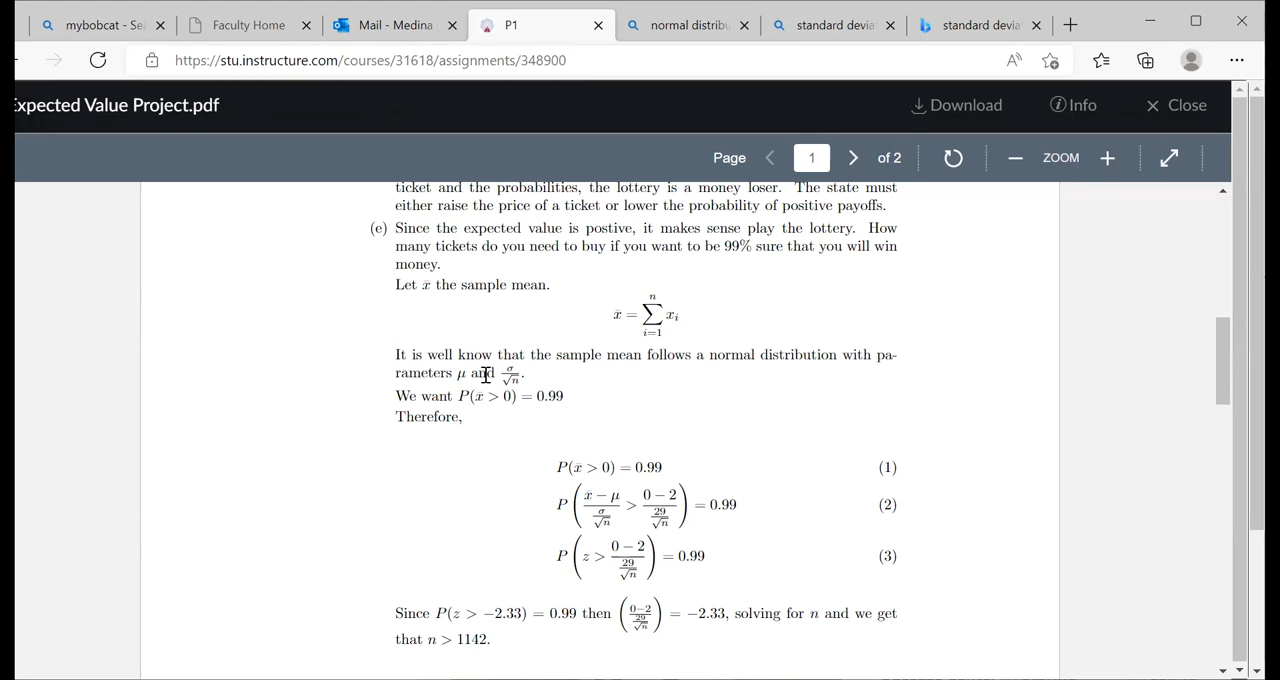 mybobcat - Sea
Faculty Home
Mail - Medina
P1
normal distribu
standard deviat
standard deviat
https://stu.instructure.com/courses/31618/assignments/348900
Expected Value Project.pdf
Download
Info
Close
Page
1
of 2
ZOOM
ticket and the probabilities, the lottery is a money loser. The state must
either raise the price of a ticket or lower the probability of positive payoffs.
(e) Since the expected value is postive, it makes sense play the lottery. How
many tickets do you need to buy if you want to be 99% sure that you will win
money.
Let x̄ the sample mean.
x̄ = ∑_{i=1}^{n} x_i
It is well know that the sample mean follows a normal distribution with pa-
rameters μ and σ/√n.
We want P(x̄ > 0) = 0.99
Therefore,
P(x̄ > 0) = 0.99 (1)
P((x̄ − μ)/(σ/√n) > (0 − 2)/(29/√n)) = 0.99 (2)
P(z > (0 − 2)/(29/√n)) = 0.99 (3)
Since P(z > −2.33) = 0.99 then ((0−2)/(29/√n)) = −2.33, solving for n and we get
that n > 1142.